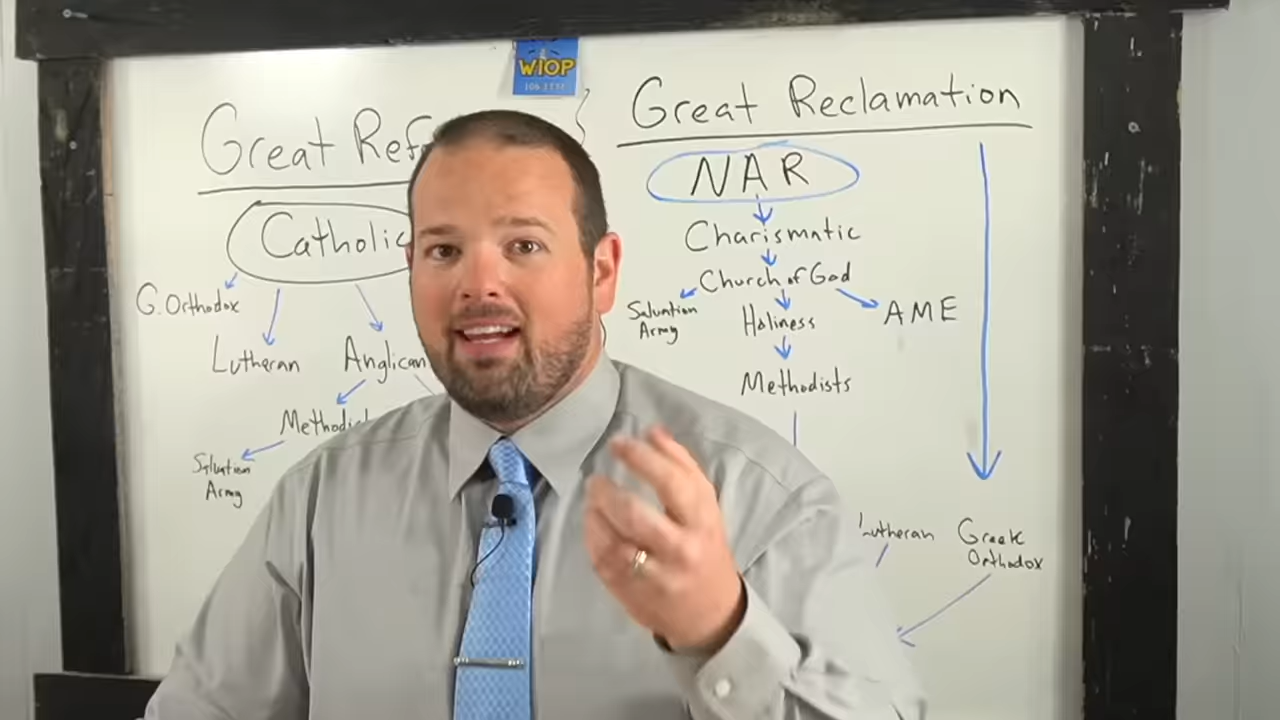 WIOP
Great Ref
Catholic
G. Orthodox
Lutheran
Anglican
Methodist
Salvation
Army
Great Reclamation
NAR
Charismatic
Church of God
Salvation
Army
Holiness
AME
Methodists
Lutheran
Greek
Orthodox